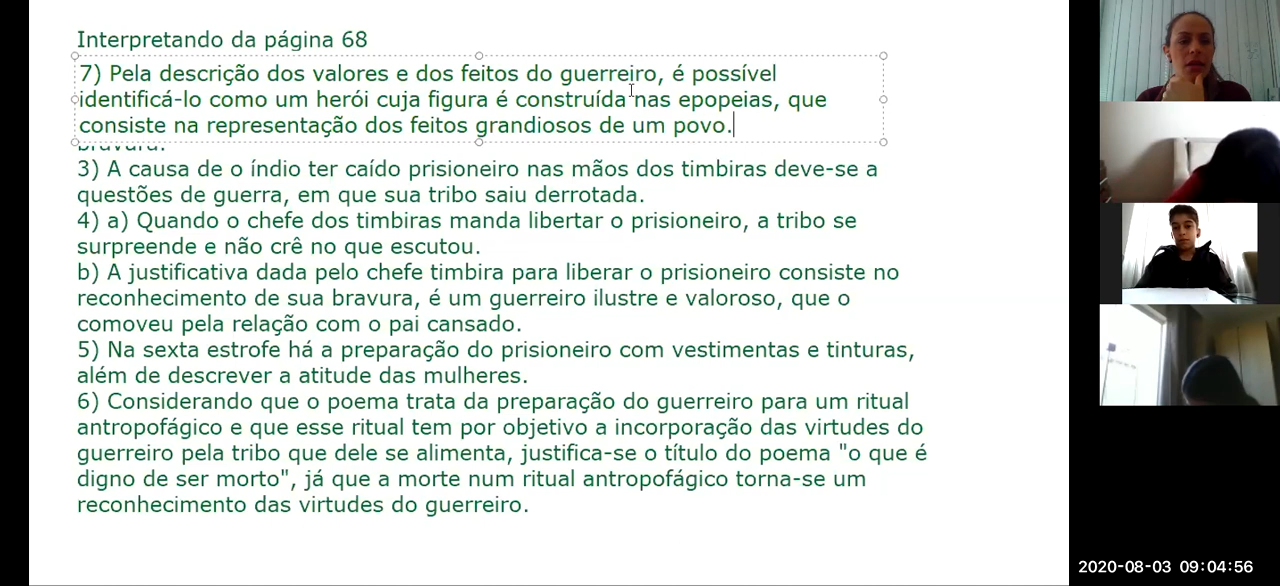 Interpretando da página 68
7) Pela descrição dos valores e dos feitos do guerreiro, é possível
identificá-lo como um herói cuja figura é construída nas epopeias, que
consiste na representação dos feitos grandiosos de um povo.
bravura.
3) A causa de o índio ter caído prisioneiro nas mãos dos timbiras deve-se a
questões de guerra, em que sua tribo saiu derrotada.
4) a) Quando o chefe dos timbiras manda libertar o prisioneiro, a tribo se
surpreende e não crê no que escutou.
b) A justificativa dada pelo chefe timbira para liberar o prisioneiro consiste no
reconhecimento de sua bravura, é um guerreiro ilustre e valoroso, que o
comoveu pela relação com o pai cansado.
5) Na sexta estrofe há a preparação do prisioneiro com vestimentas e tinturas,
além de descrever a atitude das mulheres.
6) Considerando que o poema trata da preparação do guerreiro para um ritual
antropofágico e que esse ritual tem por objetivo a incorporação das virtudes do
guerreiro pela tribo que dele se alimenta, justifica-se o título do poema "o que é
digno de ser morto", já que a morte num ritual antropofágico torna-se um
reconhecimento das virtudes do guerreiro.
2020-08-03 09:04:56